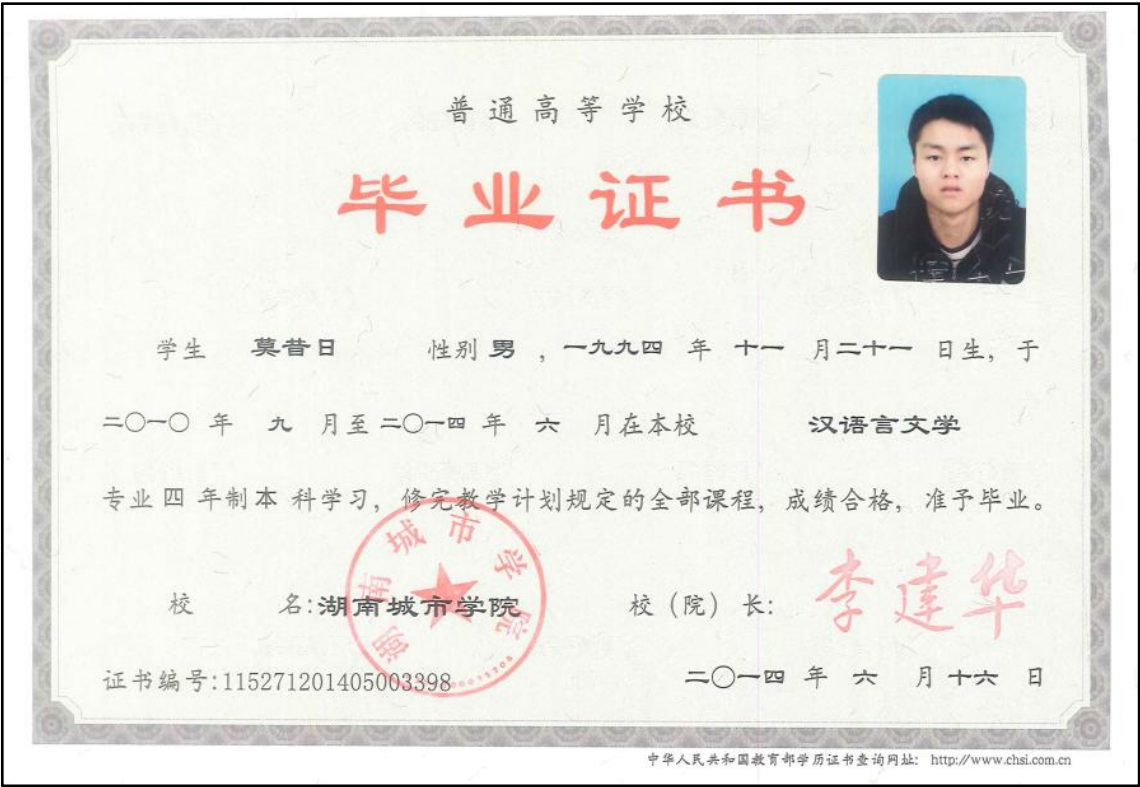 普通高等学校
毕业证书
学生 莫昔日 性别 男 ，一九九四 年 十一 月二十一 日生，于
二〇一〇 年 九 月至二〇一四 年 六 月在本校 汉语言文学
专业 四 年制本 科学习，修完教学计划规定的全部课程，成绩合格，准予毕业。
湖南城市学院
校 名:湖南城市学院 校（院）长: 李建华
证书编号:115271201405003398 二〇一四 年 六 月十六 日
中华人民共和国教育部学历证书查询网址: http://www.chsi.com.cn